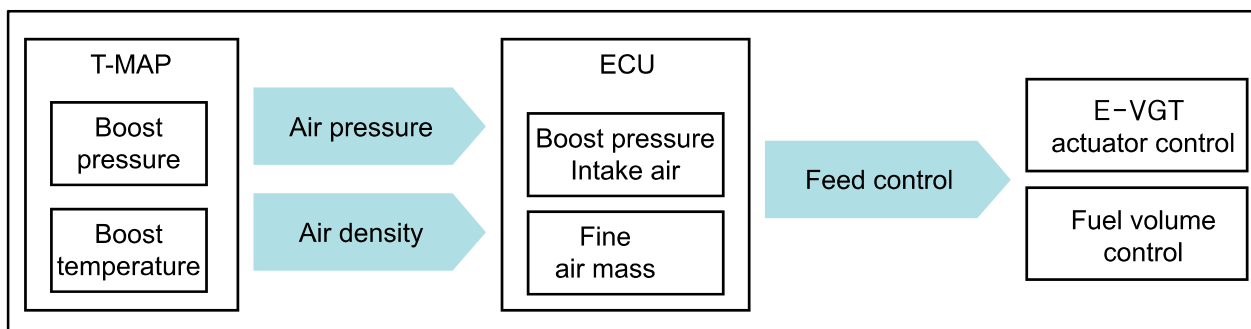 T-MAP
Boost
pressure
Boost
temperature
Air pressure
Air density
ECU
Boost pressure
Intake air
Fine
air mass
Feed control
E-VGT
actuator control
Fuel volume
control